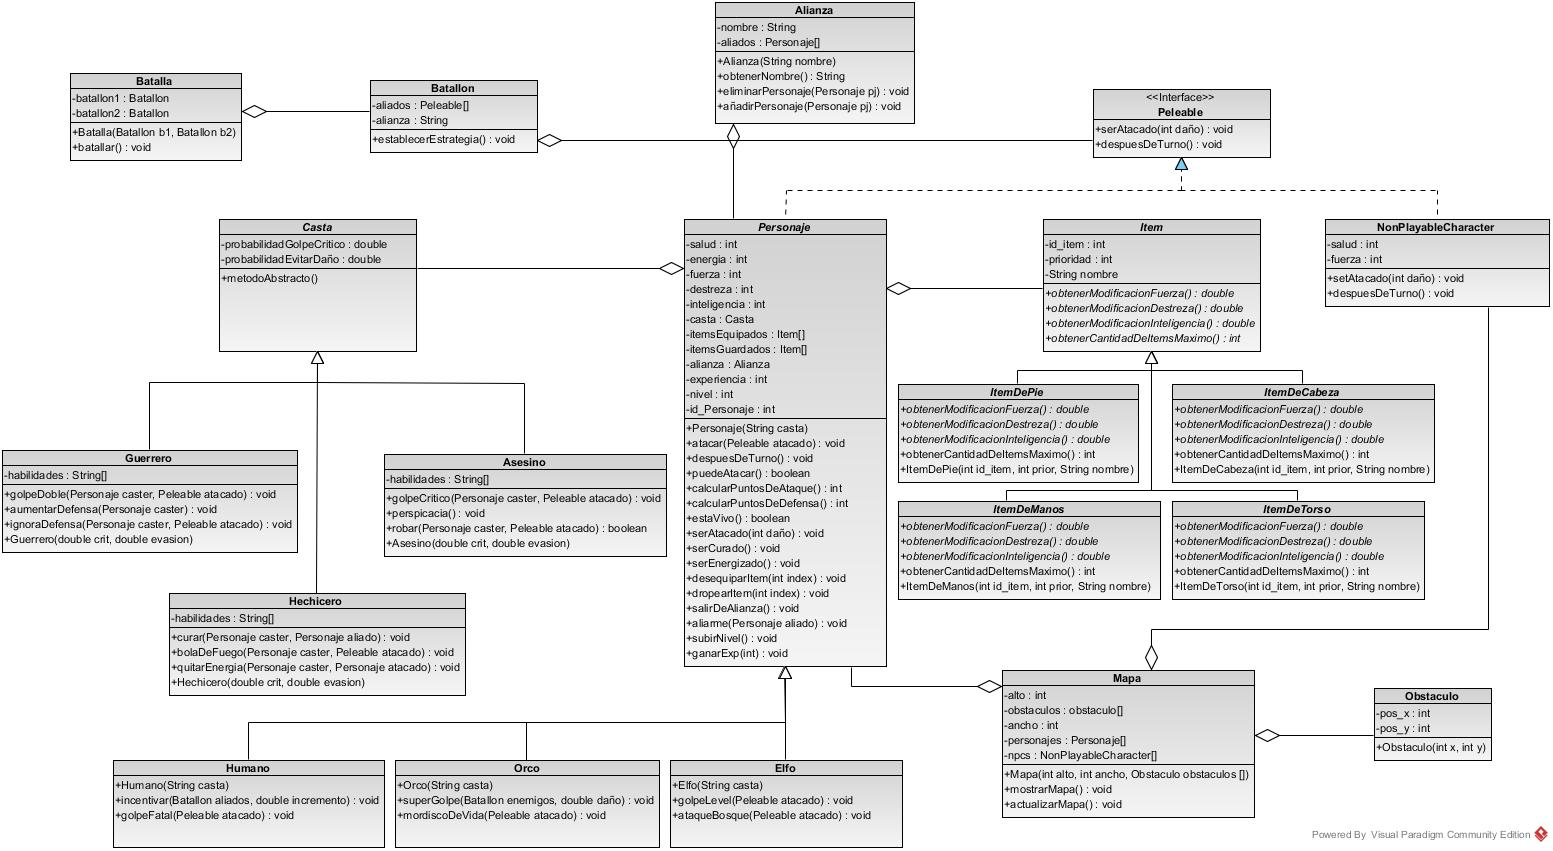 Alianza
-nombre : String
-aliados : Personaje[]
+Alianza(String nombre)
+obtenerNombre() : String
+eliminarPersonaje(Personaje pj) : void
+añadirPersonaje(Personaje pj) : void
Batalla
-batallon1 : Batallon
-batallon2 : Batallon
+Batalla(Batallon b1, Batallon b2)
+batallar() : void
Batallon
-aliados : Peleable[]
-alianza : String
+establecerEstrategia() : void
<<Interface>>
Peleable
+serAtacado(int daño) : void
+despuesDeTurno() : void
Casta
-probabilidadGolpeCritico : double
-probabilidadEvitarDaño : double
+metodoAbstracto()
Personaje
-salud : int
-energia : int
-fuerza : int
-destreza : int
-inteligencia : int
-casta : Casta
-itemsEquipados : Item[]
-itemsGuardados : Item[]
-alianza : Alianza
-experiencia : int
-nivel : int
-id_Personaje : int
+Personaje(String casta)
+atacar(Peleable atacado) : void
+despuesDeTurno() : void
+puedeAtacar() : boolean
+calcularPuntosDeAtaque() : int
+calcularPuntosDeDefensa() : int
+estaVivo() : boolean
+serAtacado(int daño) : void
+serCurado() : void
+serEnergizado() : void
+desequiparItem(int index) : void
+dropearItem(int index) : void
+salirDeAlianza() : void
+aliarme(Personaje aliado) : void
+subirNivel() : void
+ganarExp(int) : void
Item
-id_item : int
-prioridad : int
-String nombre
+obtenerModificacionFuerza() : double
+obtenerModificacionDestreza() : double
+obtenerModificacionInteligencia() : double
+obtenerCantidadDeItemsMaximo() : int
NonPlayableCharacter
-salud : int
-fuerza : int
+setAtacado(int daño) : void
+despuesDeTurno() : void
ItemDePie
+obtenerModificacionFuerza() : double
+obtenerModificacionDestreza() : double
+obtenerModificacionInteligencia() : double
+obtenerCantidadDeItemsMaximo() : int
+ItemDePie(int id_item, int prior, String nombre)
ItemDeCabeza
+obtenerModificacionFuerza() : double
+obtenerModificacionDestreza() : double
+obtenerModificacionInteligencia() : double
+obtenerCantidadDeItemsMaximo() : int
+ItemDeCabeza(int id_item, int prior, String nombre)
ItemDeManos
+obtenerModificacionFuerza() : double
+obtenerModificacionDestreza() : double
+obtenerModificacionInteligencia() : double
+obtenerCantidadDeItemsMaximo() : int
+ItemDeManos(int id_item, int prior, String nombre)
ItemDeTorso
+obtenerModificacionFuerza() : double
+obtenerModificacionDestreza() : double
+obtenerModificacionInteligencia() : double
+obtenerCantidadDeItemsMaximo() : int
+ItemDeTorso(int id_item, int prior, String nombre)
Guerrero
-habilidades : String[]
+golpeDoble(Personaje caster, Peleable atacado) : void
+aumentarDefensa(Personaje caster) : void
+ignoraDefensa(Personaje caster, Peleable atacado) : void
+Guerrero(double crit, double evasion)
Asesino
-habilidades : String[]
+golpeCritico(Personaje caster, Peleable atacado) : void
+perspicacia() : void
+robar(Personaje caster, Peleable atacado) : boolean
+Asesino(double crit, double evasion)
Hechicero
-habilidades : String[]
+curar(Personaje caster, Personaje aliado) : void
+bolaDeFuego(Personaje caster, Peleable atacado) : void
+quitarEnergia(Personaje caster, Personaje atacado) : void
+Hechicero(double crit, double evasion)
Mapa
-alto : int
-obstaculos : obstaculo[]
-ancho : int
-personajes : Personaje[]
-npcs : NonPlayableCharacter[]
+Mapa(int alto, int ancho, Obstaculo obstaculos [])
+mostrarMapa() : void
+actualizarMapa() : void
Obstaculo
-pos_x : int
-pos_y : int
+Obstaculo(int x, int y)
Humano
+Humano(String casta)
+incentivar(Batallon aliados, double incremento) : void
+golpeFatal(Peleable atacado) : void
Orco
+Orco(String casta)
+superGolpe(Batallon enemigos, double daño) : void
+mordiscoDeVida(Peleable atacado) : void
Elfo
+Elfo(String casta)
+golpeLevel(Peleable atacado) : void
+ataqueBosque(Peleable atacado) : void
Powered By Visual Paradigm Community Edition